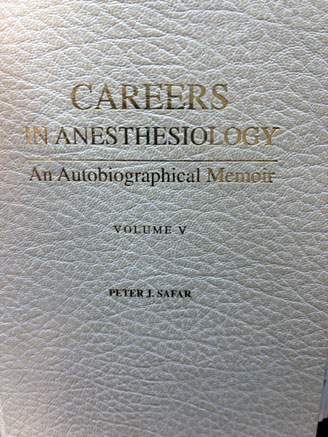 CAREERS
IN ANESTHESIOLOGY
An Autobiographical Memoir
VOLUME V
PETER J. SAFAR